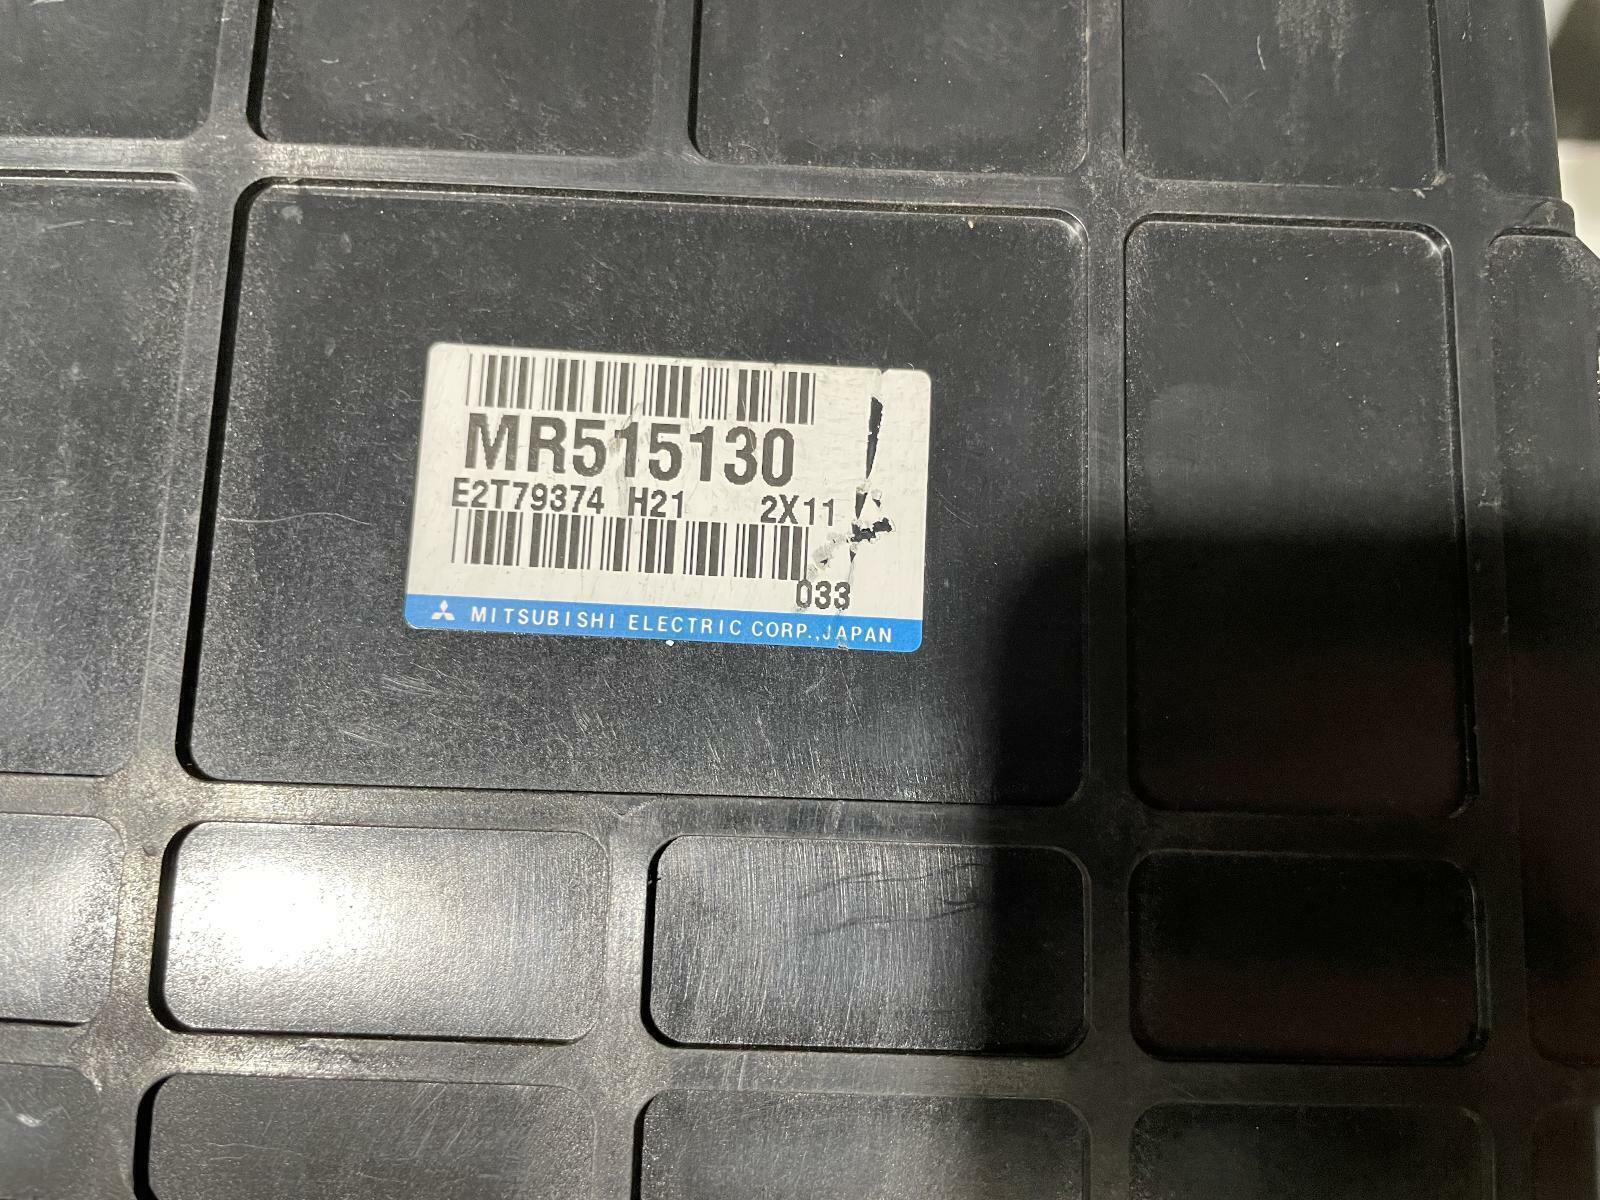 MR515130
E2T79374 H21 2X11
033
MITSUBISHI ELECTRIC CORP.,JAPAN